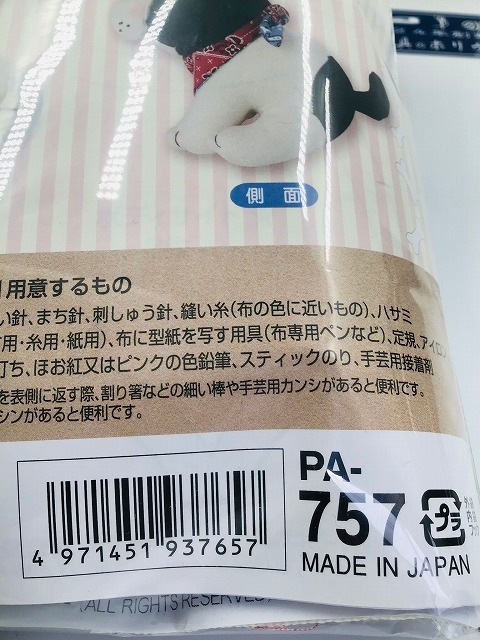 側面
用意するもの
い針、まち針、刺しゅう針、縫い糸(布の色に近いもの)、ハサミ
用・糸用・紙用)、布に型紙を写す用具(布専用ペンなど)、定規、アイロン
打ち、ほお紅又はピンクの色鉛筆、スティックのり、手芸用接着剤
を表側に返す際、割り箸などの細い棒や手芸用カンシがあると便利です。
シンがあると便利です。
4 971451 937657
PA-
757
プラ
MADE IN JAPAN
ALL RIGHTS RESERVED